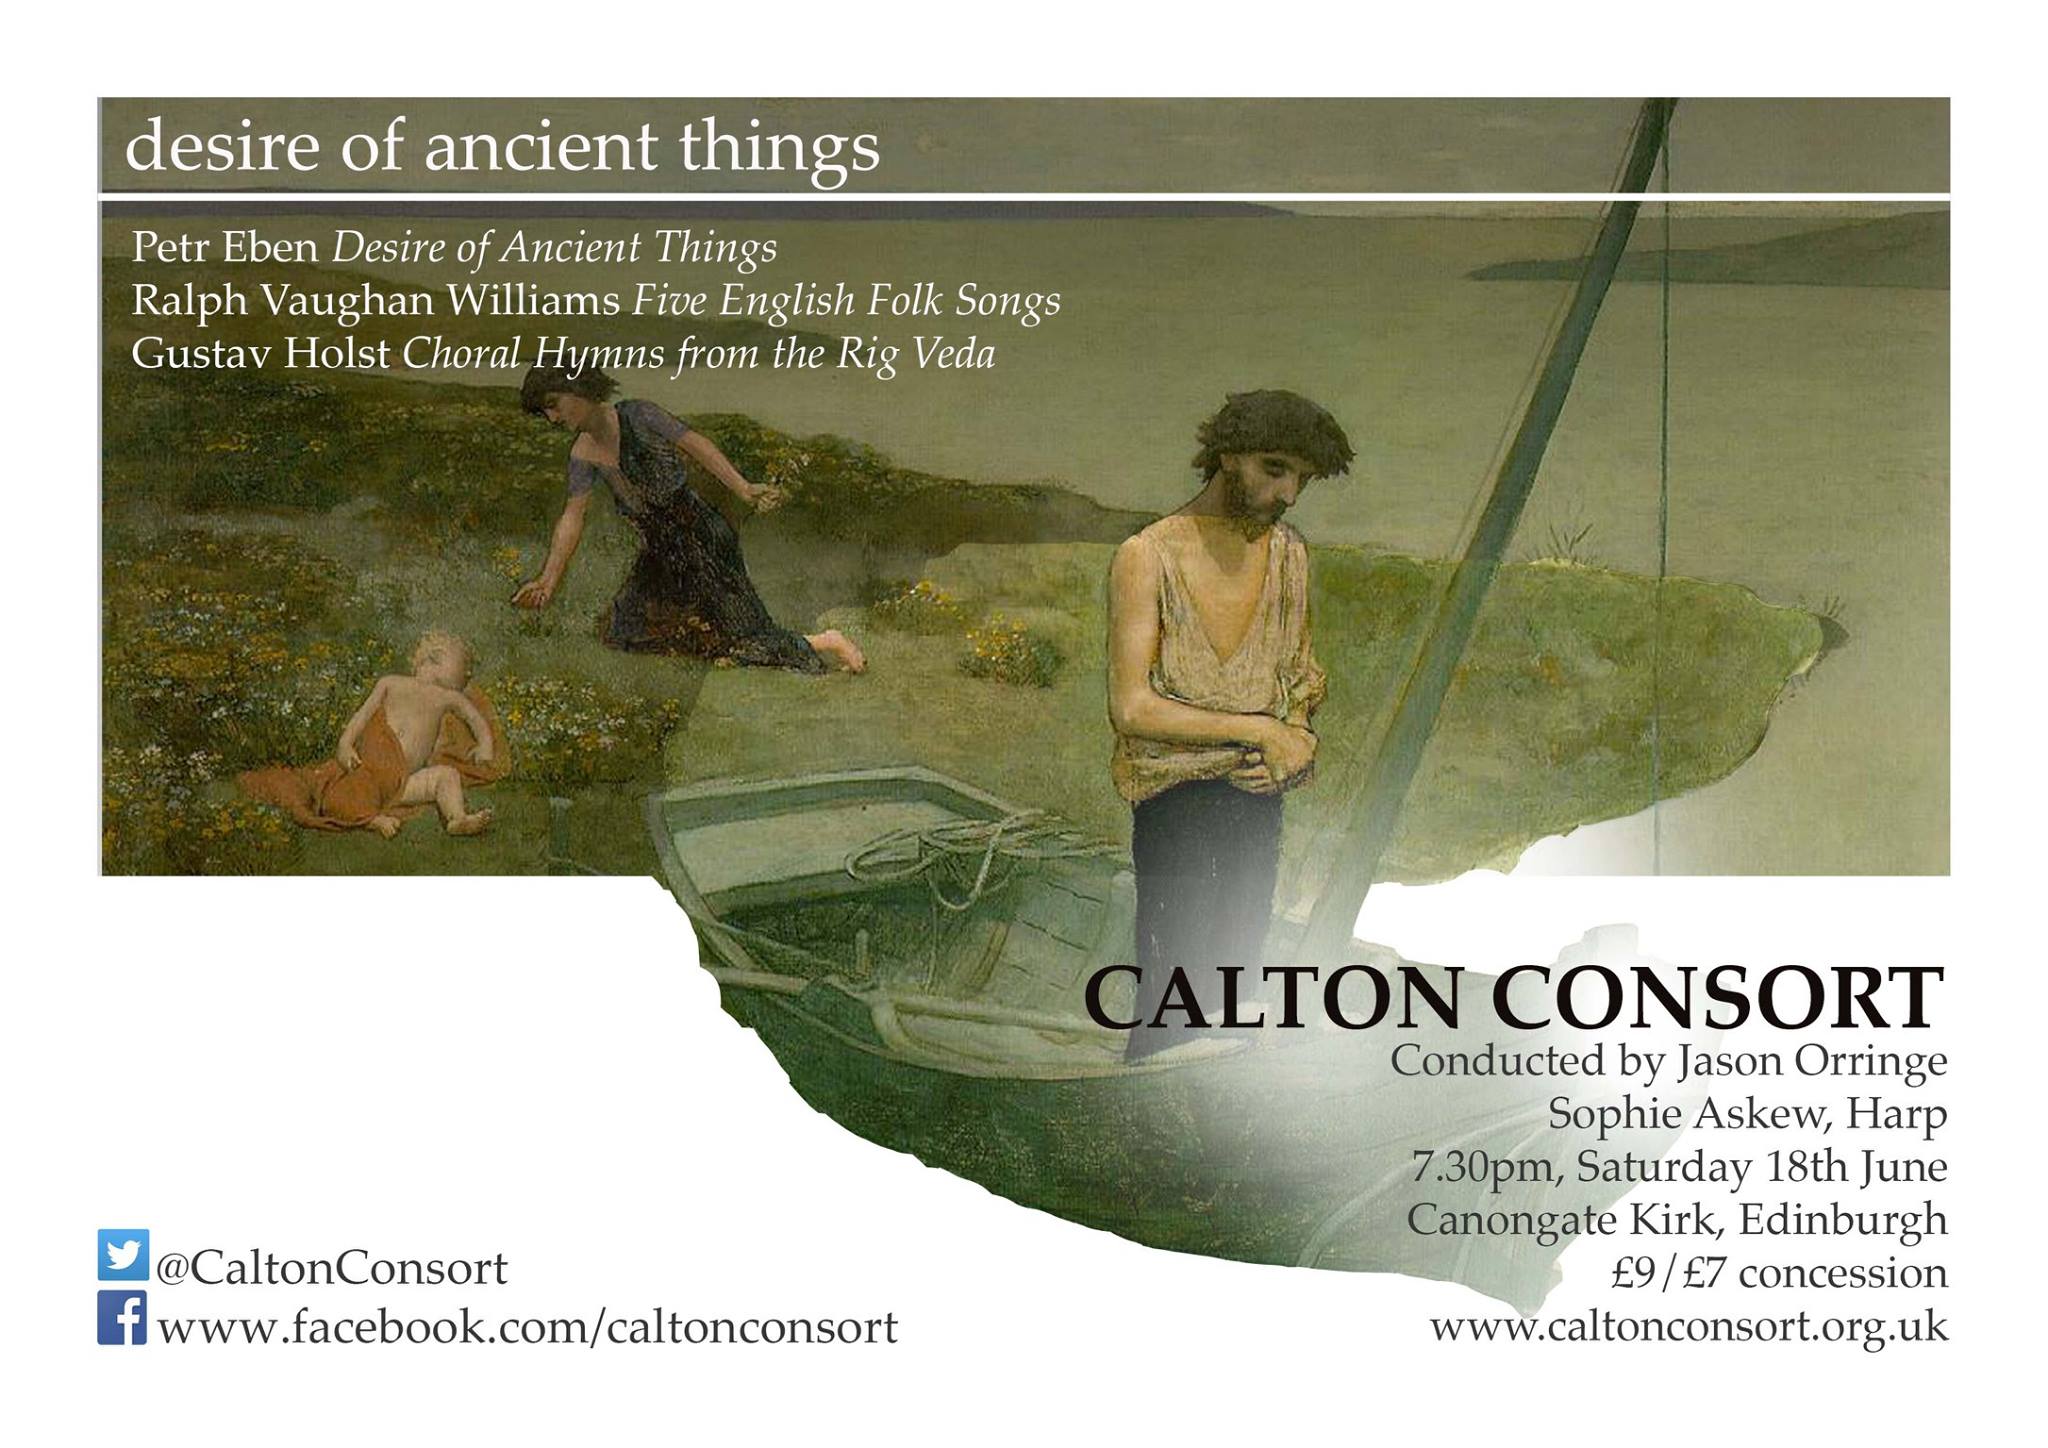 desire of ancient things
Petr Eben Desire of Ancient Things
Ralph Vaughan Williams Five English Folk Songs
Gustav Holst Choral Hymns from the Rig Veda
CALTON CONSORT
Conducted by Jason Orringe
Sophie Askew, Harp
7.30pm, Saturday 18th June
Canongate Kirk, Edinburgh
£9/£7 concession
www.caltonconsort.org.uk
@CaltonConsort
www.facebook.com/caltonconsort